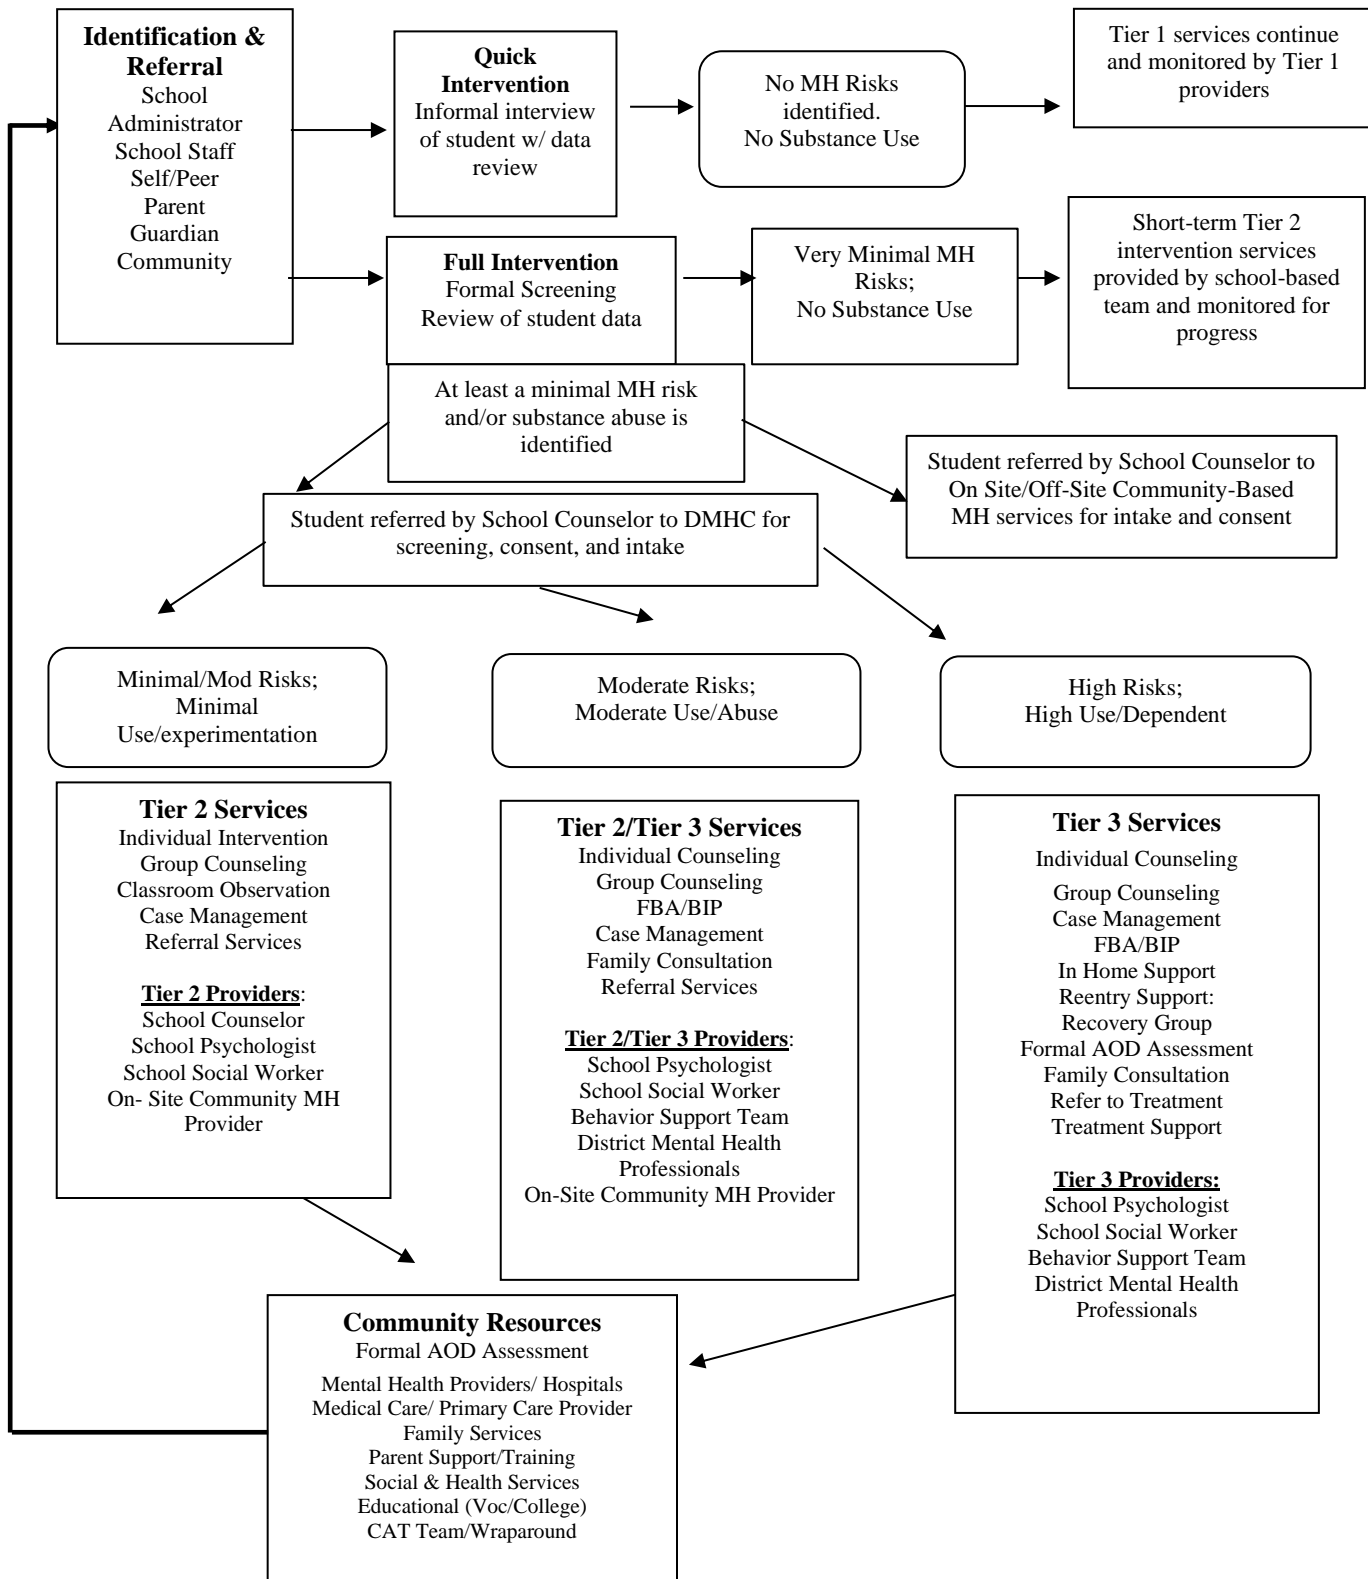 Identification &
Referral
School
Administrator
School Staff
Self/Peer
Parent
Guardian
Community
Quick
Intervention
Informal interview
of student w/ data
review
No MH Risks
identified.
No Substance Use
Tier 1 services continue
and monitored by Tier 1
providers
Full Intervention
Formal Screening
Review of student data
Very Minimal MH
Risks;
No Substance Use
Short-term Tier 2
intervention services
provided by school-based
team and monitored for
progress
At least a minimal MH risk
and/or substance abuse is
identified
Student referred by School Counselor to
On Site/Off-Site Community-Based
MH services for intake and consent
Student referred by School Counselor to DMHC for
screening, consent, and intake
Minimal/Mod Risks;
Minimal
Use/experimentation
Moderate Risks;
Moderate Use/Abuse
High Risks;
High Use/Dependent
Tier 2 Services
Individual Intervention
Group Counseling
Classroom Observation
Case Management
Referral Services
Tier 2 Providers:
School Counselor
School Psychologist
School Social Worker
On- Site Community MH
Provider
Tier 2/Tier 3 Services
Individual Counseling
Group Counseling
FBA/BIP
Case Management
Family Consultation
Referral Services
Tier 2/Tier 3 Providers:
School Psychologist
School Social Worker
Behavior Support Team
District Mental Health
Professionals
On-Site Community MH Provider
Tier 3 Services
Individual Counseling
Group Counseling
Case Management
FBA/BIP
In Home Support
Reentry Support:
Recovery Group
Formal AOD Assessment
Family Consultation
Refer to Treatment
Treatment Support
Tier 3 Providers:
School Psychologist
School Social Worker
Behavior Support Team
District Mental Health
Professionals
Community Resources
Formal AOD Assessment
Mental Health Providers/ Hospitals
Medical Care/ Primary Care Provider
Family Services
Parent Support/Training
Social & Health Services
Educational (Voc/College)
CAT Team/Wraparound